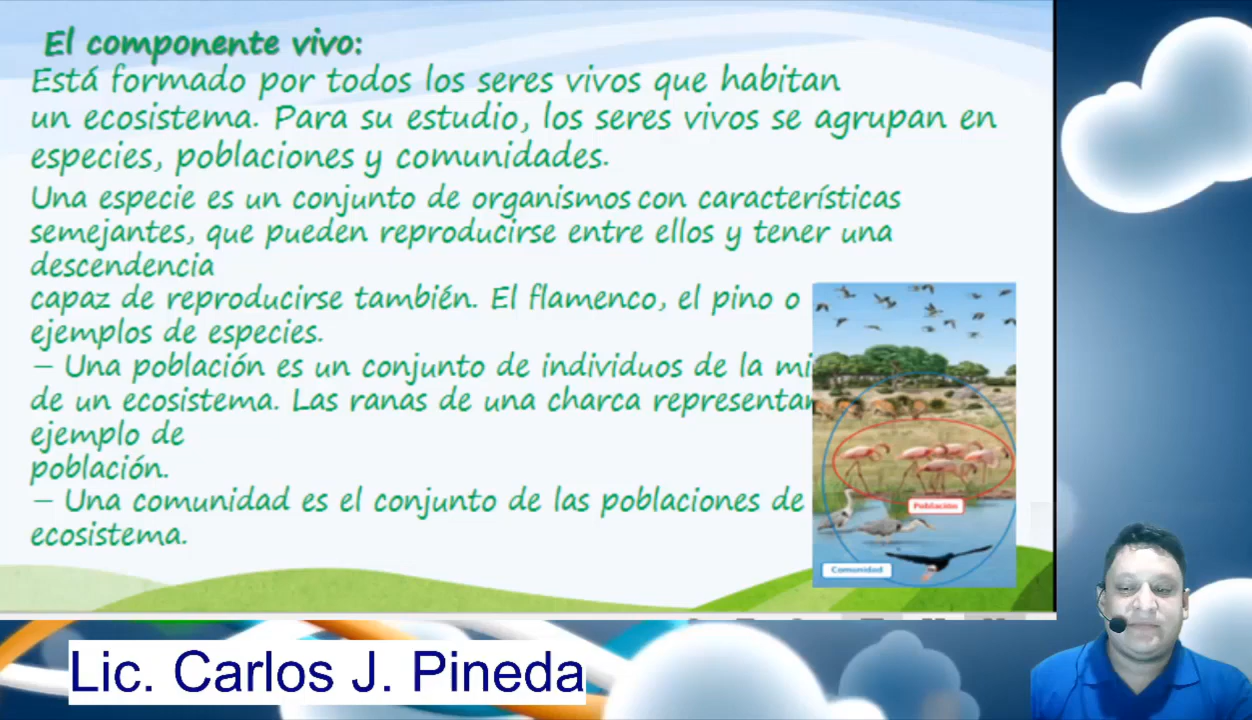 El componente vivo:
Está formado por todos los seres vivos que habitan
un ecosistema. Para su estudio, los seres vivos se agrupan en
especies, poblaciones y comunidades.
Una especie es un conjunto de organismos con características
semejantes, que pueden reproducirse entre ellos y tener una
descendencia
capaz de reproducirse también. El flamenco, el pino o
ejemplos de especies.
– Una población es un conjunto de individuos de la mi
de un ecosistema. Las ranas de una charca representan
ejemplo de
población.
– Una comunidad es el conjunto de las poblaciones de
ecosistema.
Población
Comunidad
Lic. Carlos J. Pineda